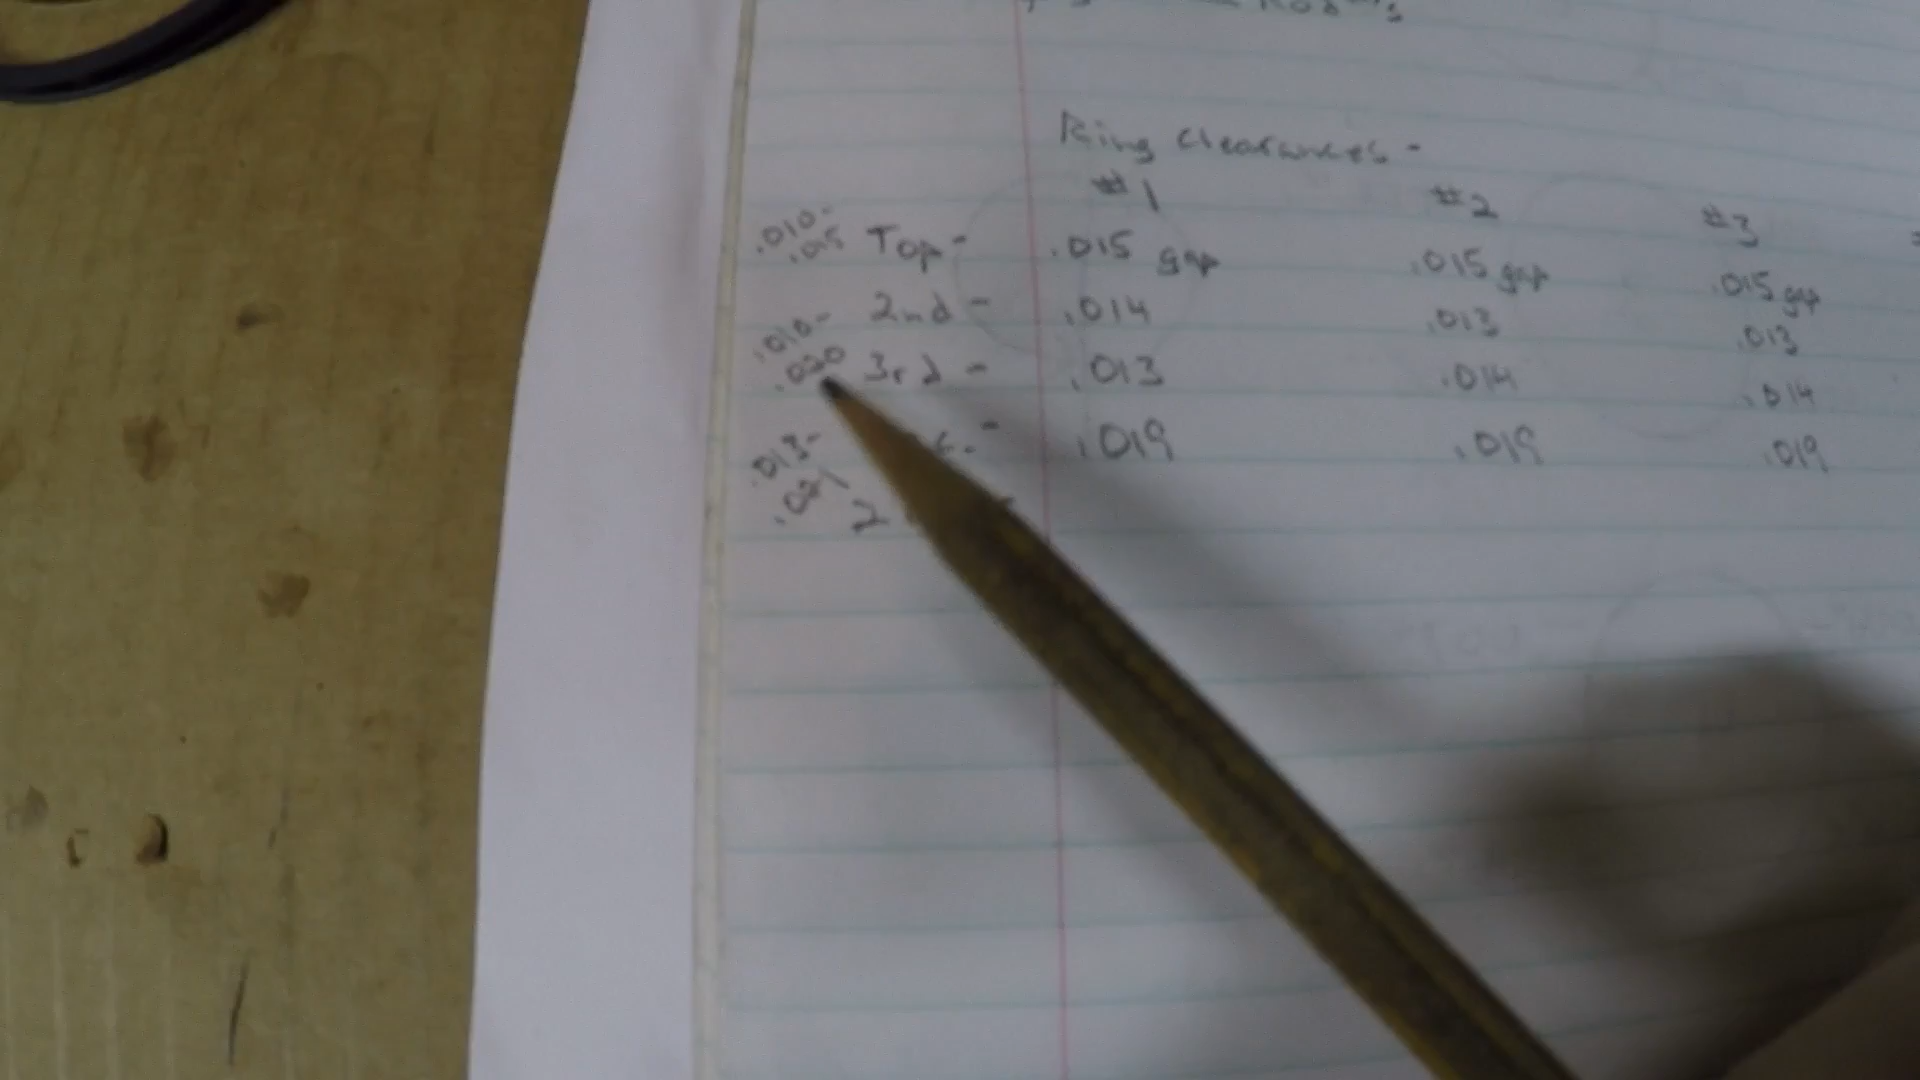 Ring Clearances -
#1 #2 #3
.010-
.015 Top - .015 gap .015 gap .015 gap
2nd - .014 .013 .013
.010-
.020 3rd - .013 .014 .014
.013- .019 .019 .019